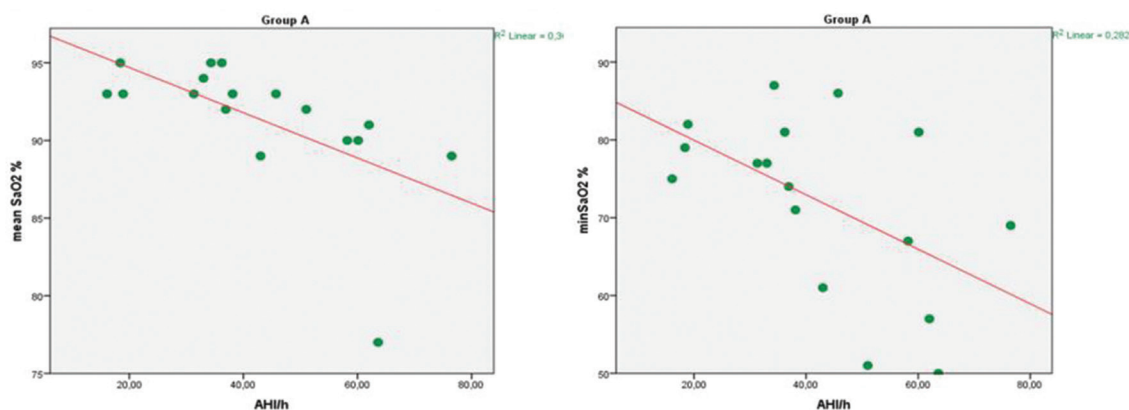 Group A
R² Linear = 0,3
95
90
85
80
75
mean SaO2 %
20,00 40,00 60,00 80,00
AHI/h
Group A
R² Linear = 0,282
90
80
70
60
50
minSaO2 %
20,00 40,00 60,00 80,00
AHI/h